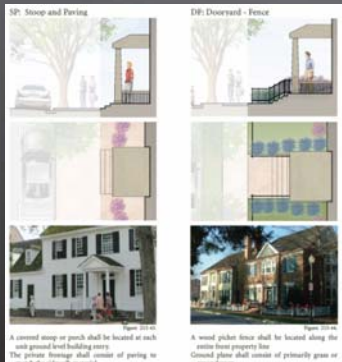 SP: Stoop and Paving
DF: Dooryard - Fence
A covered stoop or porch shall be located at each
unit ground level building entry.
The private frontage shall consist of paving to
A wood picket fence shall be located along the
entire front property line
Ground plane shall consist of primarily grass or